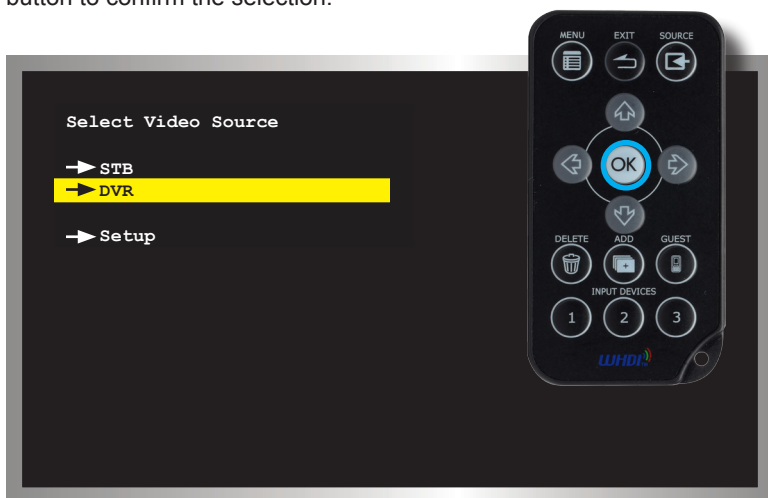 button to confirm the selection.
MENU EXIT SOURCE
Select Video Source
STB
DVR
Setup
OK
DELETE ADD GUEST
INPUT DEVICES
1 2 3
WHDI